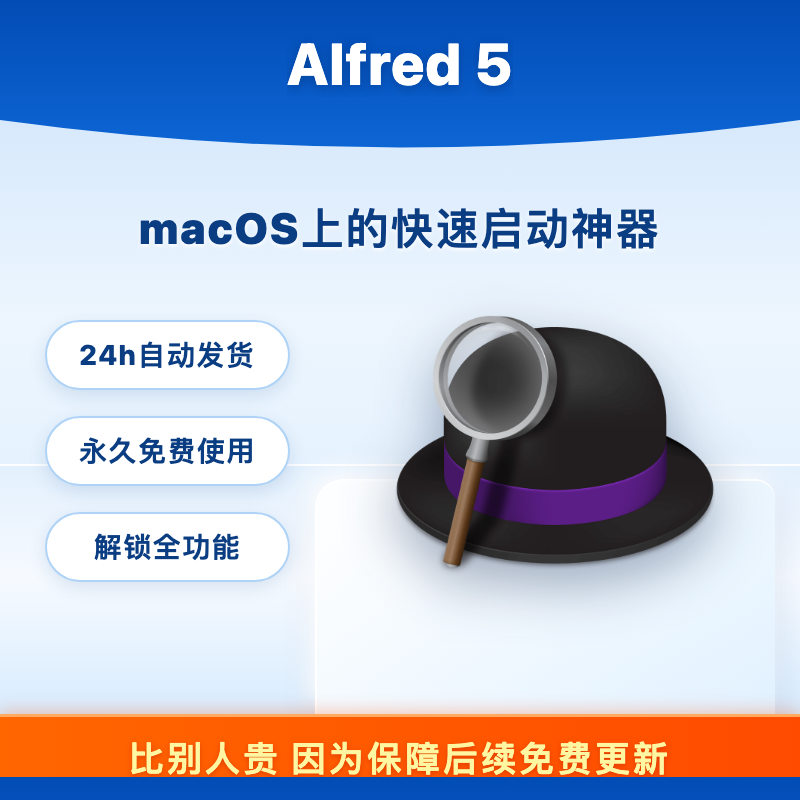 Alfred 5
macOS上的快速启动神器
24h自动发货
永久免费使用
解锁全功能
比别人贵 因为保障后续免费更新